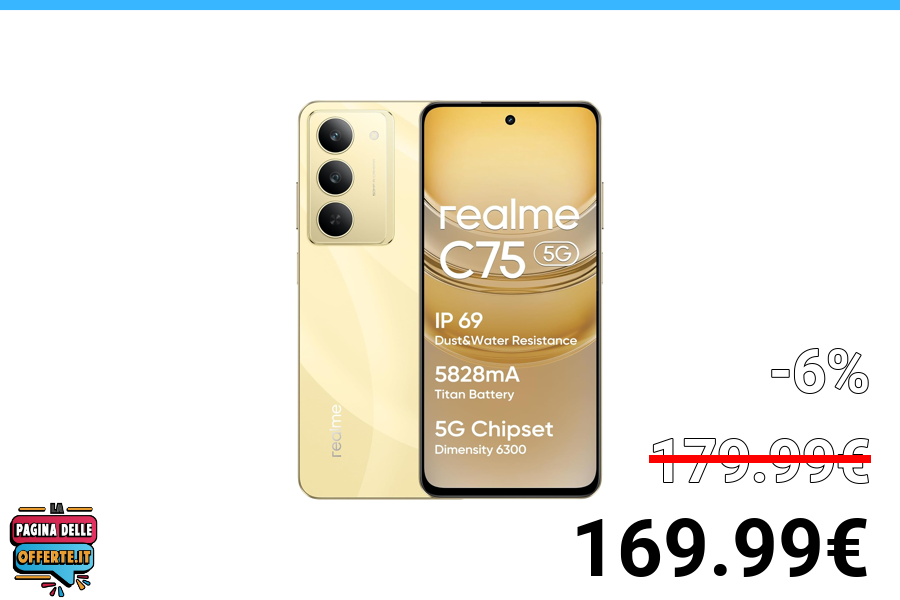 realme
C75 5G
IP 69
Dust&Water Resistance
5828mA
Titan Battery
5G Chipset
Dimensity 6300
realme
-6%
179.99€
169.99€
LA
PAGINA DELLE
OFFERTE.IT